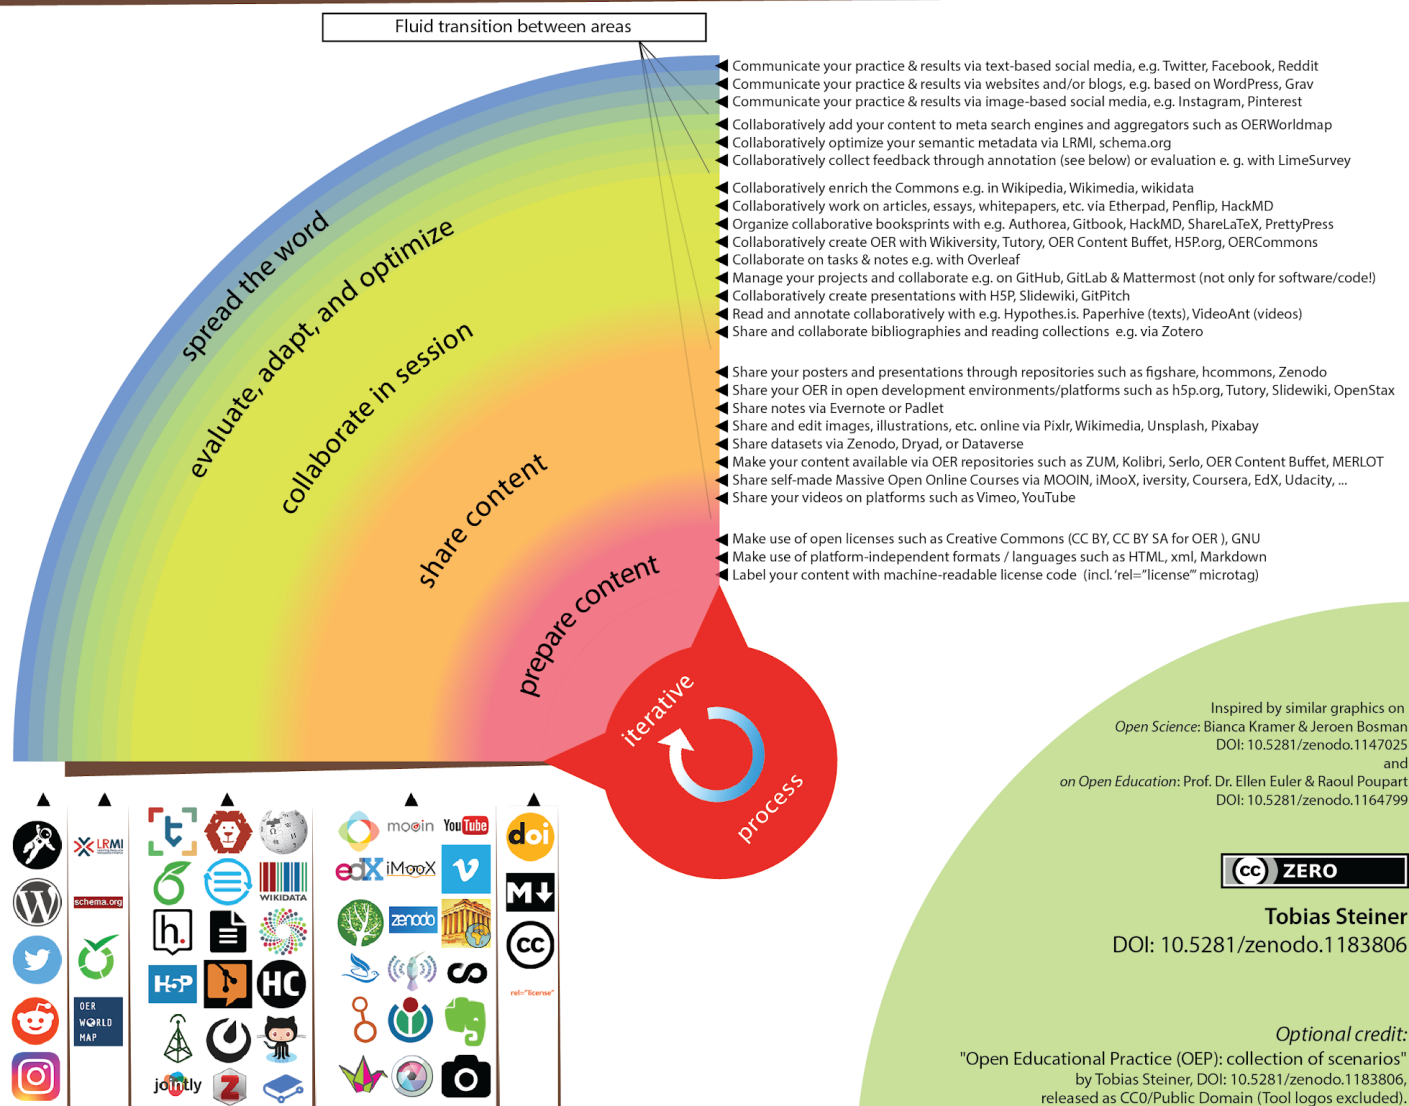 Fluid transition between areas
Communicate your practice & results via text-based social media, e.g. Twitter, Facebook, Reddit
Communicate your practice & results via websites and/or blogs, e.g. based on WordPress, Grav
Communicate your practice & results via image-based social media, e.g. Instagram, Pinterest
Collaboratively add your content to meta search engines and aggregators such as OERWorldmap
Collaboratively optimize your semantic metadata via LRMI, schema.org
Collaboratively collect feedback through annotation (see below) or evaluation e. g. with LimeSurvey
Collaboratively enrich the Commons e.g. in Wikipedia, Wikimedia, wikidata
Collaboratively work on articles, essays, whitepapers, etc. via Etherpad, Penflip, HackMD
Organize collaborative booksprints with e.g. Authorea, Gitbook, HackMD, ShareLaTeX, PrettyPress
Collaboratively create OER with Wikiversity, Tutory, OER Content Buffet, H5P.org, OERCommons
Collaborate on tasks & notes e.g. with Overleaf
Manage your projects and collaborate e.g. on GitHub, GitLab & Mattermost (not only for software/code!)
Collaboratively create presentations with H5P, Slidewiki, GitPitch
Read and annotate collaboratively with e.g. Hypothes.is. Paperhive (texts), VideoAnt (videos)
Share and collaborate bibliographies and reading collections e.g. via Zotero
Share your posters and presentations through repositories such as figshare, hcommons, Zenodo
Share your OER in open development environments/platforms such as h5p.org, Tutory, Slidewiki, OpenStax
Share notes via Evernote or Padlet
Share and edit images, illustrations, etc. online via Pixlr, Wikimedia, Unsplash, Pixabay
Share datasets via Zenodo, Dryad, or Dataverse
Make your content available via OER repositories such as ZUM, Kolibri, Serlo, OER Content Buffet, MERLOT
Share self-made Massive Open Online Courses via MOOIN, iMooX, iversity, Coursera, EdX, Udacity, ...
Share your videos on platforms such as Vimeo, YouTube
Make use of open licenses such as Creative Commons (CC BY, CC BY SA for OER ), GNU
Make use of platform-independent formats / languages such as HTML, xml, Markdown
Label your content with machine-readable license code (incl. 'rel="license"' microtag)
spread the word
evaluate, adapt, and optimize
collaborate in session
share content
prepare content
iterative
process
LRMI
schema.org
OER
WORLD
MAP
t
WIKIDATA
h.
H5P
HC
jointly
Z
mooin
YouTube
edX
iMooX
v
zenodo
doi
M
cc
rel="license"
Inspired by similar graphics on
Open Science: Bianca Kramer & Jeroen Bosman
DOI: 10.5281/zenodo.1147025
and
on Open Education: Prof. Dr. Ellen Euler & Raoul Poupart
DOI: 10.5281/zenodo.1164799
cc ZERO
Tobias Steiner
DOI: 10.5281/zenodo.1183806
Optional credit:
"Open Educational Practice (OEP): collection of scenarios"
by Tobias Steiner, DOI: 10.5281/zenodo.1183806,
released as CC0/Public Domain (Tool logos excluded).